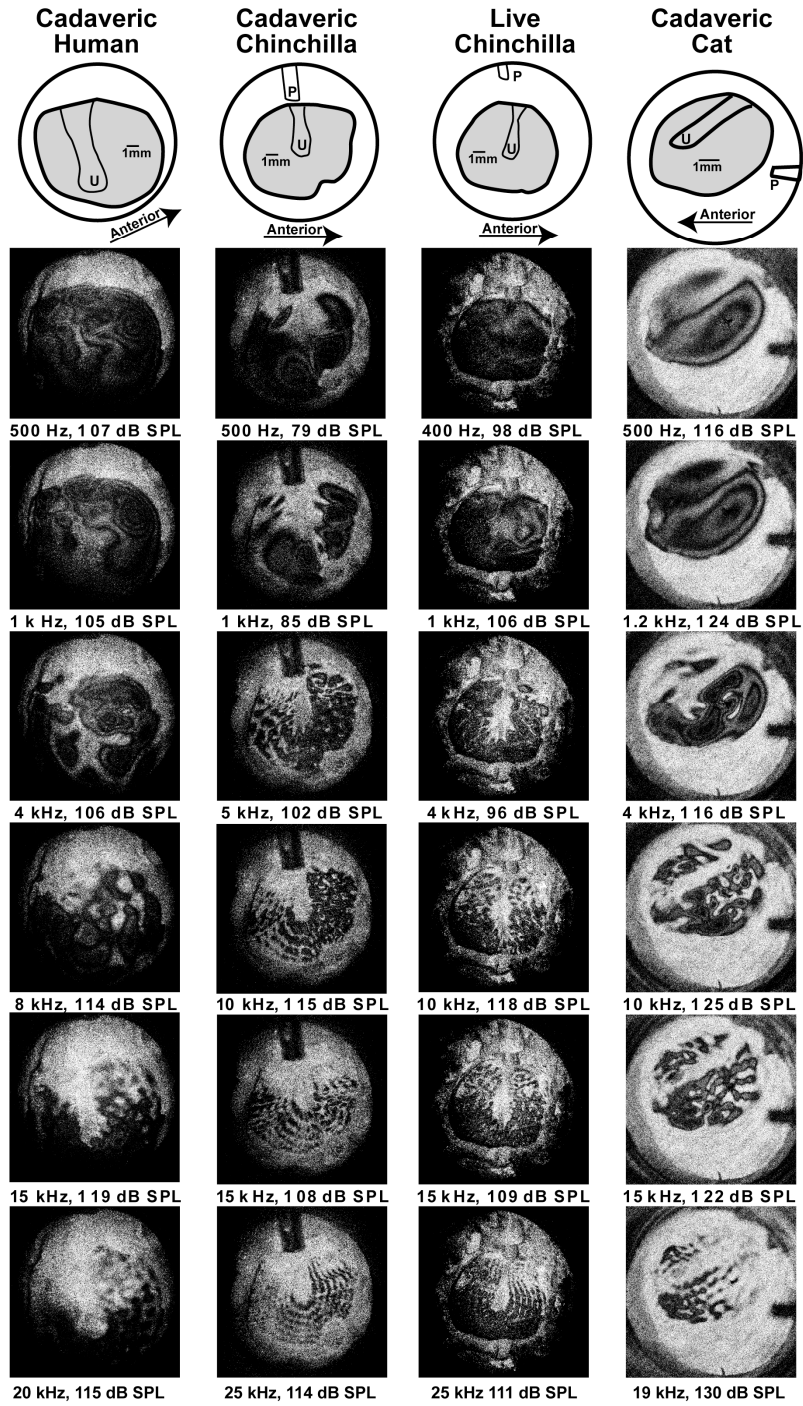 Cadaveric Human
Cadaveric Chinchilla
Live Chinchilla
Cadaveric Cat
U
1mm
Anterior
P
U
1mm
Anterior
P
U
1mm
Anterior
U
1mm
P
Anterior
500 Hz, 107 dB SPL
500 Hz, 79 dB SPL
400 Hz, 98 dB SPL
500 Hz, 116 dB SPL
1 k Hz, 105 dB SPL
1 kHz, 85 dB SPL
1 kHz, 106 dB SPL
1.2 kHz, 124 dB SPL
4 kHz, 106 dB SPL
5 kHz, 102 dB SPL
4 kHz, 96 dB SPL
4 kHz, 116 dB SPL
8 kHz, 114 dB SPL
10 kHz, 115 dB SPL
10 kHz, 118 dB SPL
10 kHz, 125 dB SPL
15 kHz, 119 dB SPL
15 kHz, 108 dB SPL
15 kHz, 109 dB SPL
15 kHz, 122 dB SPL
20 kHz, 115 dB SPL
25 kHz, 114 dB SPL
25 kHz 111 dB SPL
19 kHz, 130 dB SPL